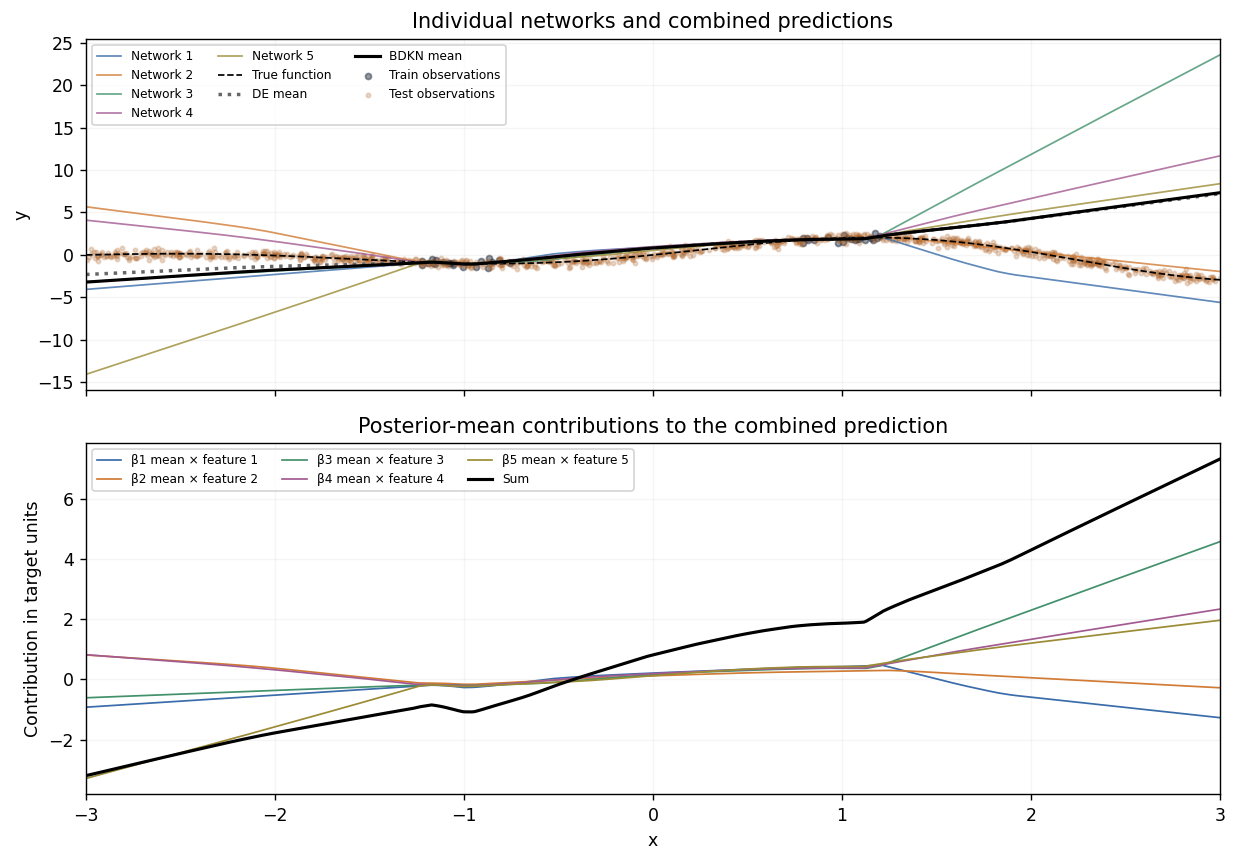 Individual networks and combined predictions
25
20
15
10
5
0
−5
−10
−15
y
Network 1
Network 2
Network 3
Network 4
Network 5
True function
DE mean
BDKN mean
Train observations
Test observations
Posterior-mean contributions to the combined prediction
6
4
2
0
−2
Contribution in target units
β1 mean × feature 1
β2 mean × feature 2
β3 mean × feature 3
β4 mean × feature 4
β5 mean × feature 5
Sum
−3 −2 −1 0 1 2 3
x